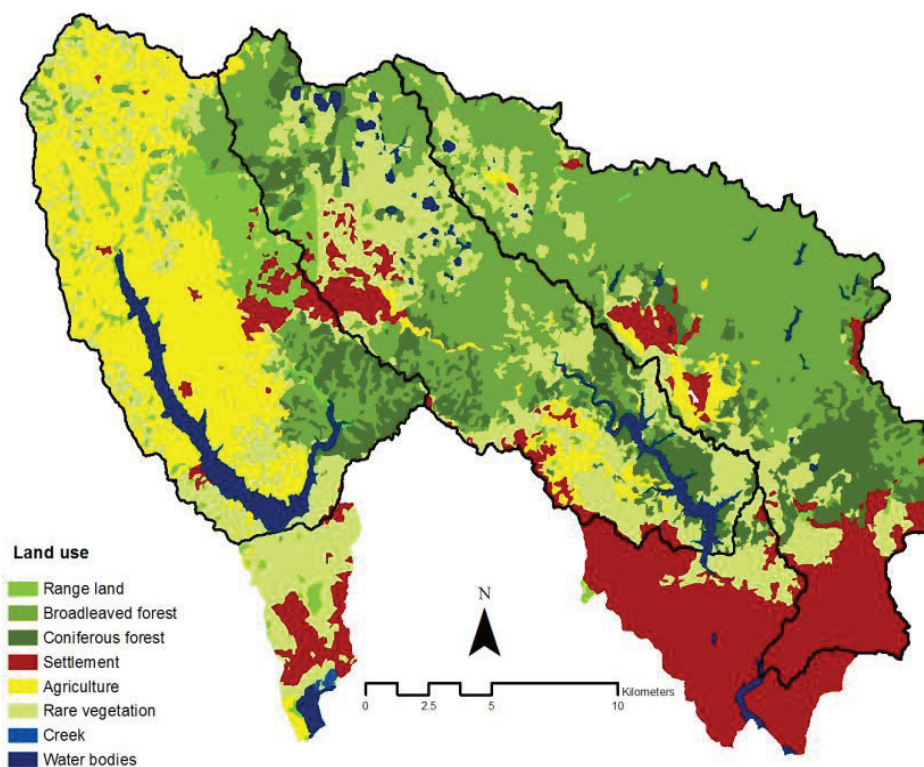 Land use
Range land
Broadleaved forest
Coniferous forest
Settlement
Agriculture
Rare vegetation
Creek
Water bodies
N
Kilometers
0 2.5 5 10